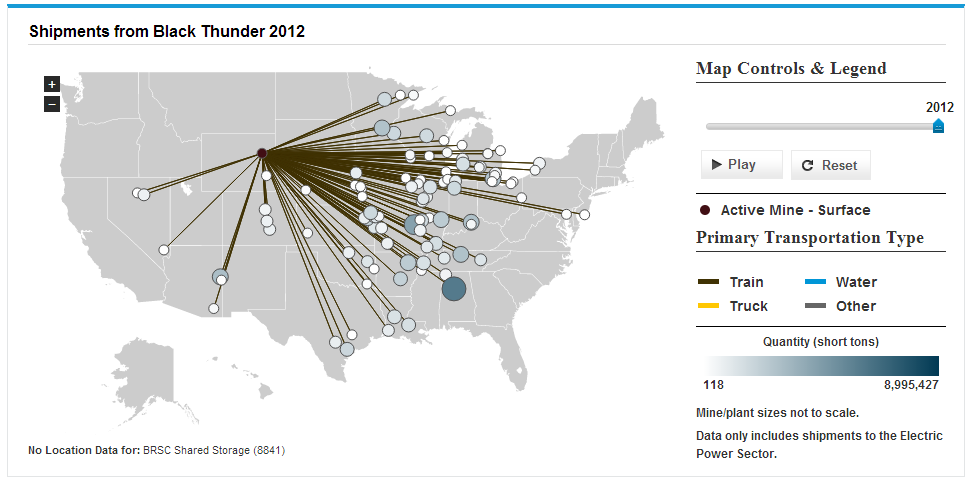 Shipments from Black Thunder 2012
+
−
Map Controls & Legend
2012
Play
Reset
Active Mine - Surface
Primary Transportation Type
Train
Water
Truck
Other
Quantity (short tons)
118
8,995,427
Mine/plant sizes not to scale.
Data only includes shipments to the Electric
Power Sector.
No Location Data for: BRSC Shared Storage (8841)